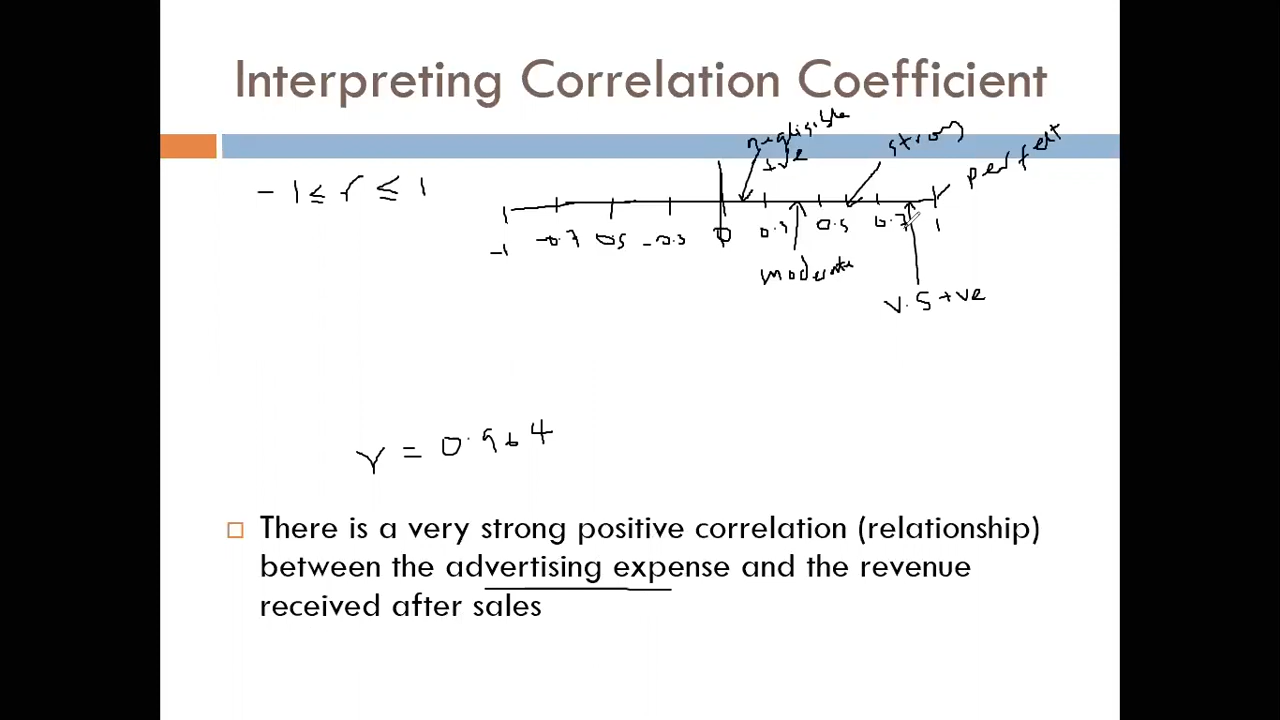 Interpreting Correlation Coefficient
negligible
+ve
strong
perfect
- 1 ≤ r ≤ 1
-1 -0.7 0.5 -0.3 0 0.3 0.5 0.7 1
moderate
v.s +ve
r = 0.964
There is a very strong positive correlation (relationship)
between the advertising expense and the revenue
received after sales